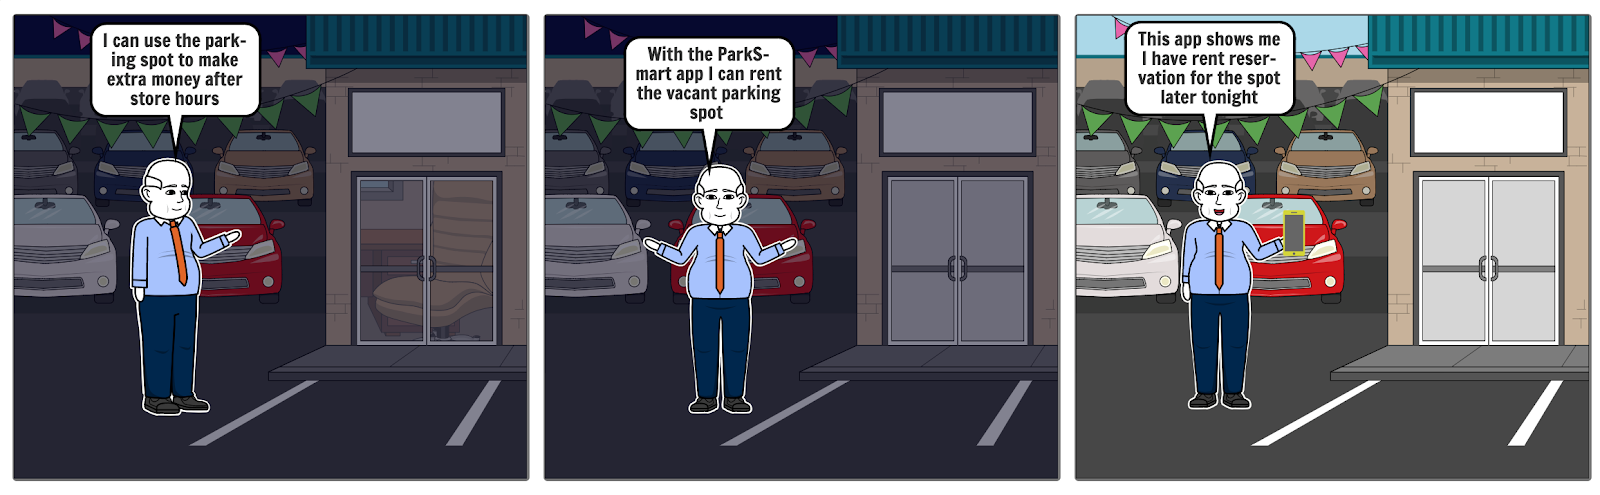 I can use the park-
ing spot to make
extra money after
store hours
With the ParkS-
mart app I can rent
the vacant parking
spot
This app shows me
I have rent reser-
vation for the spot
later tonight